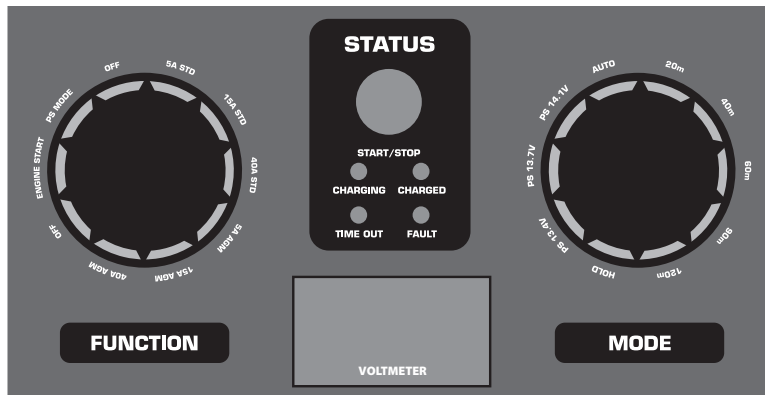 STATUS
START/STOP
CHARGING
CHARGED
TIME OUT
FAULT
OFF
5A STD
15A STD
40A STD
5A AGM
15A AGM
40A AGM
OFF
ENGINE START
PS MODE
FUNCTION
VOLTMETER
AUTO
20m
40m
60m
90m
120m
HOLD
PS 13.4V
PS 13.7V
PS 14.1V
MODE